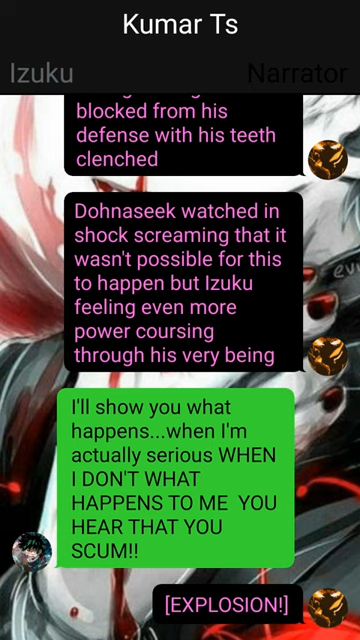 Kumar Ts
Izuku
Narrator
blocked from his
defense with his teeth
clenched
Dohnaseek watched in
shock screaming that it
wasn't possible for this
to happen but Izuku
feeling even more
power coursing
through his very being
I'll show you what
happens...when I'm
actually serious WHEN
I DON'T WHAT
HAPPENS TO ME  YOU
HEAR THAT YOU
SCUM!!
[EXPLOSION!]